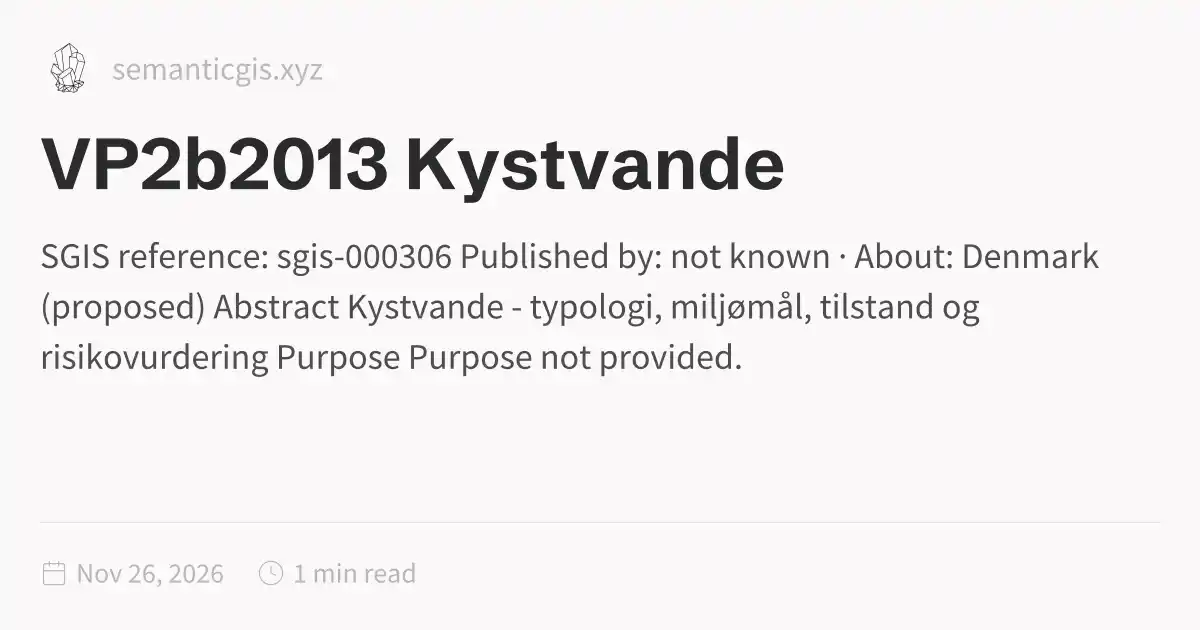 semanticgis.xyz
VP2b2013 Kystvande
SGIS reference: sgis-000306 Published by: not known · About: Denmark
(proposed) Abstract Kystvande - typologi, miljømål, tilstand og
risikovurdering Purpose Purpose not provided.
Nov 26, 2026 1 min read